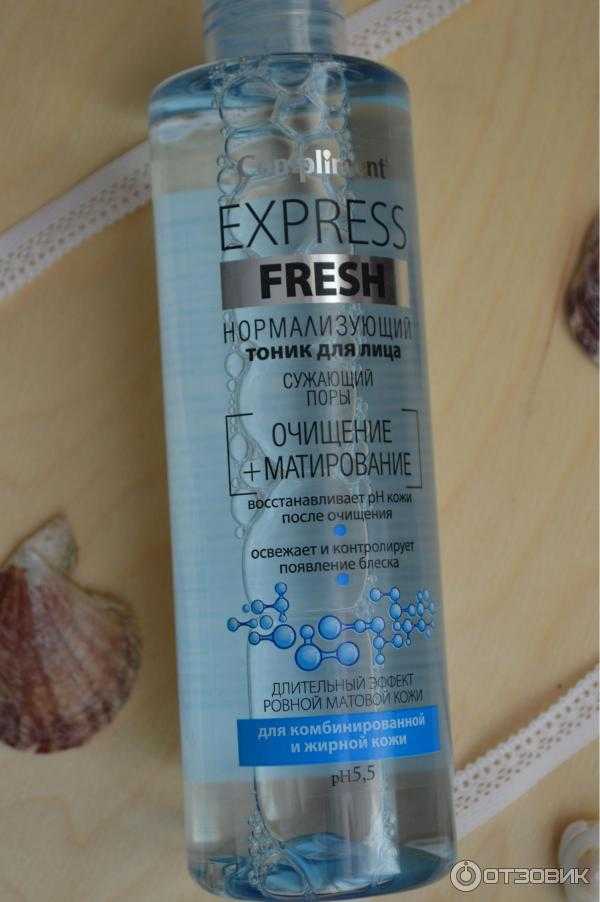 Compliment
EXPRESS
FRESH
НОРМАЛИЗУЮЩИЙ
ТОНИК ДЛЯ ЛИЦА
СУЖАЮЩИЙ
ПОРЫ
ОЧИЩЕНИЕ
+МАТИРОВАНИЕ
восстанавливает pH кожи
после очищения
освежает и контролирует
появление блеска
ДЛИТЕЛЬНЫЙ ЭФФЕКТ
РОВНОЙ МАТОВОЙ КОЖИ
для комбинированной
и жирной кожи
pH5,5
ОТЗОВИК